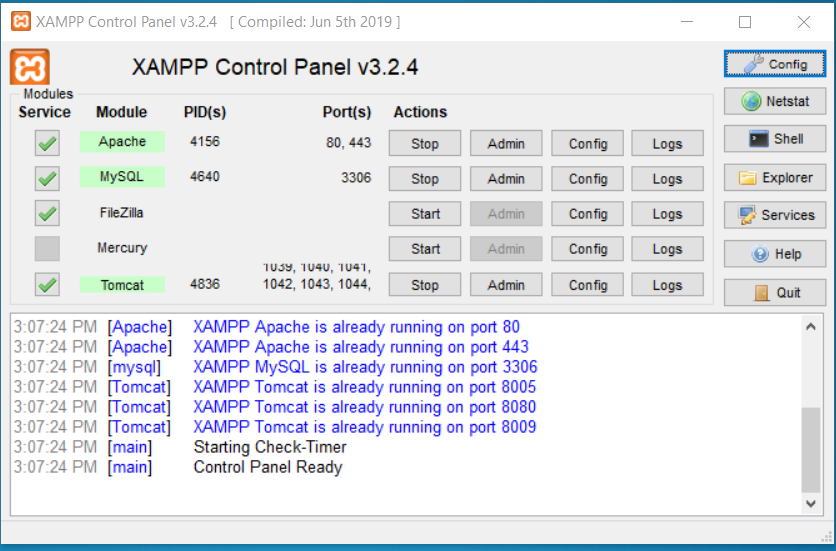 XAMPP Control Panel v3.2.4 [ Compiled: Jun 5th 2019 ]
XAMPP Control Panel v3.2.4
Config
Modules
Service Module PID(s) Port(s) Actions
Netstat
Apache 4156 80, 443 Stop Admin Config Logs
Shell
MySQL 4640 3306 Stop Admin Config Logs
Explorer
FileZilla Start Admin Config Logs
Services
Mercury Start Admin Config Logs
Help
1039, 1040, 1041,
Tomcat 4836 1042, 1043, 1044, Stop Admin Config Logs
Quit
3:07:24 PM [Apache] XAMPP Apache is already running on port 80
3:07:24 PM [Apache] XAMPP Apache is already running on port 443
3:07:24 PM [mysql] XAMPP MySQL is already running on port 3306
3:07:24 PM [Tomcat] XAMPP Tomcat is already running on port 8005
3:07:24 PM [Tomcat] XAMPP Tomcat is already running on port 8080
3:07:24 PM [Tomcat] XAMPP Tomcat is already running on port 8009
3:07:24 PM [main] Starting Check-Timer
3:07:24 PM [main] Control Panel Ready